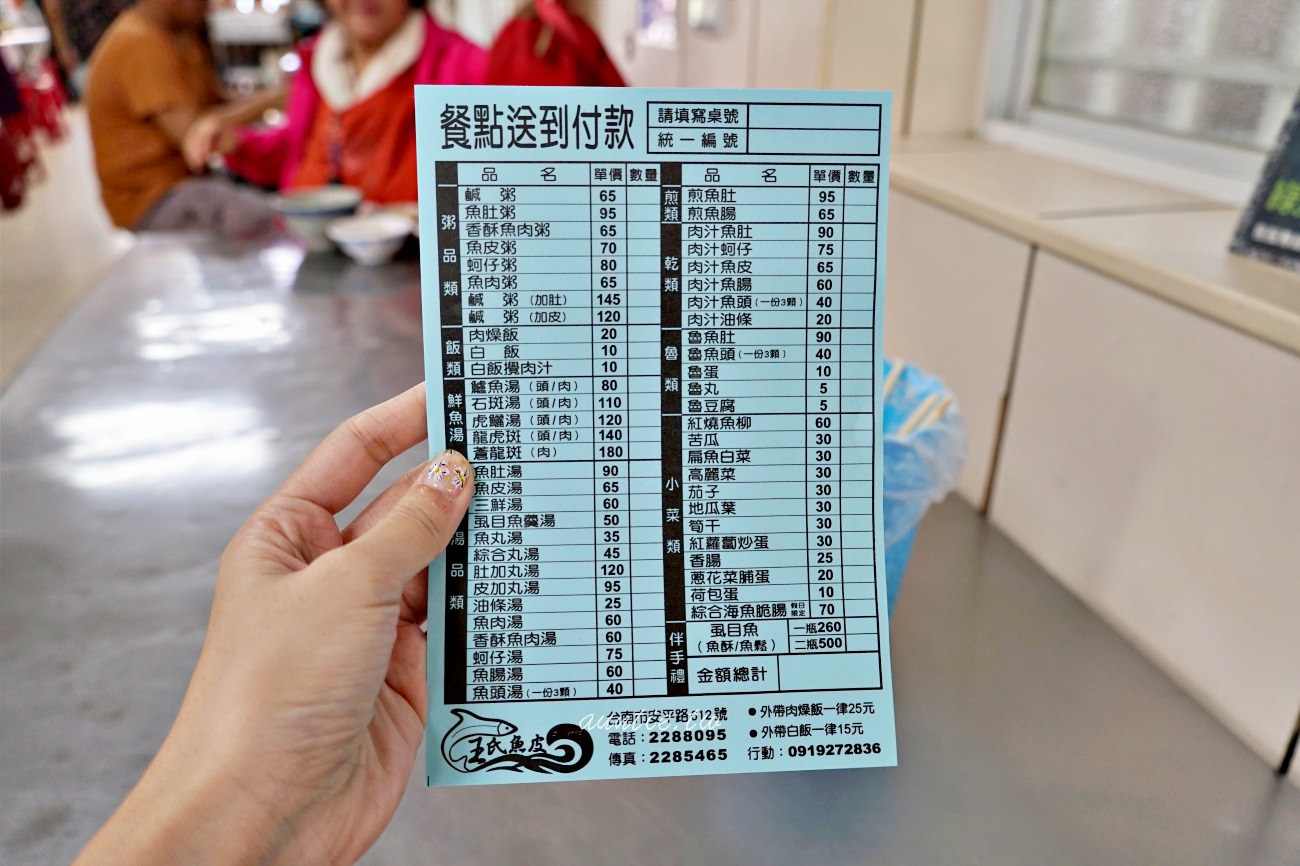 餐點送到付款
請填寫桌號
統一編號
品 名 單價 數量
粥品類
鹹 粥 65
魚肚粥 95
香酥魚肉粥 65
魚皮粥 70
蚵仔粥 80
魚肉粥 65
鹹 粥（加肚） 145
鹹 粥（加皮） 120
飯類
肉燥飯 20
白 飯 10
白飯攪肉汁 10
鮮魚湯
鱸魚湯（頭/肉） 80
石斑湯（頭/肉） 110
虎鱺湯（頭/肉） 120
龍虎斑（頭/肉） 140
蒼龍斑（肉） 180
湯品類
魚肚湯 90
魚皮湯 65
三鮮湯 60
虱目魚羹湯 50
魚丸湯 35
綜合丸湯 45
肚加丸湯 120
皮加丸湯 95
油條湯 25
魚肉湯 60
香酥魚肉湯 60
蚵仔湯 75
魚腸湯 60
魚頭湯（一份3顆） 40
品 名 單價 數量
煎類
煎魚肚 95
煎魚腸 65
乾類
肉汁魚肚 90
肉汁蚵仔 75
肉汁魚皮 65
肉汁魚腸 60
肉汁魚頭（一份3顆） 40
肉汁油條 20
魯類
魯魚肚 90
魯魚頭（一份3顆） 40
魯蛋 10
魯丸 5
魯豆腐 5
小菜類
紅燒魚柳 60
苦瓜 30
扁魚白菜 30
高麗菜 30
茄子 30
地瓜葉 30
筍干 30
紅蘿蔔炒蛋 30
香腸 25
蔥花菜脯蛋 20
荷包蛋 10
綜合海魚脆腸 假日限定 70
伴手禮
虱目魚 一瓶260
（魚酥/魚鬆） 二瓶500
金額總計
王氏魚皮
台南市安平路612號
電話：2288095
傳真：2285465
●外帶肉燥飯一律25元
●外帶白飯一律15元
行動：0919272836
auntie.tw